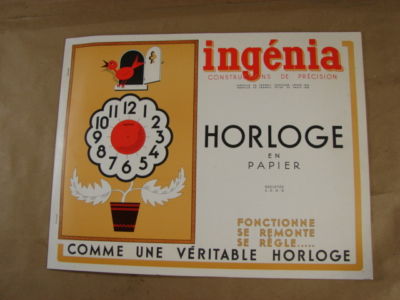 ingénia
CONSTRUCTIONS DE PRÉCISION
HORLOGE
EN
PAPIER
12
1
2
3
4
5
6
7
8
9
10
11
FONCTIONNE
SE REMONTE
SE RÈGLE.....
COMME UNE VÉRITABLE HORLOGE